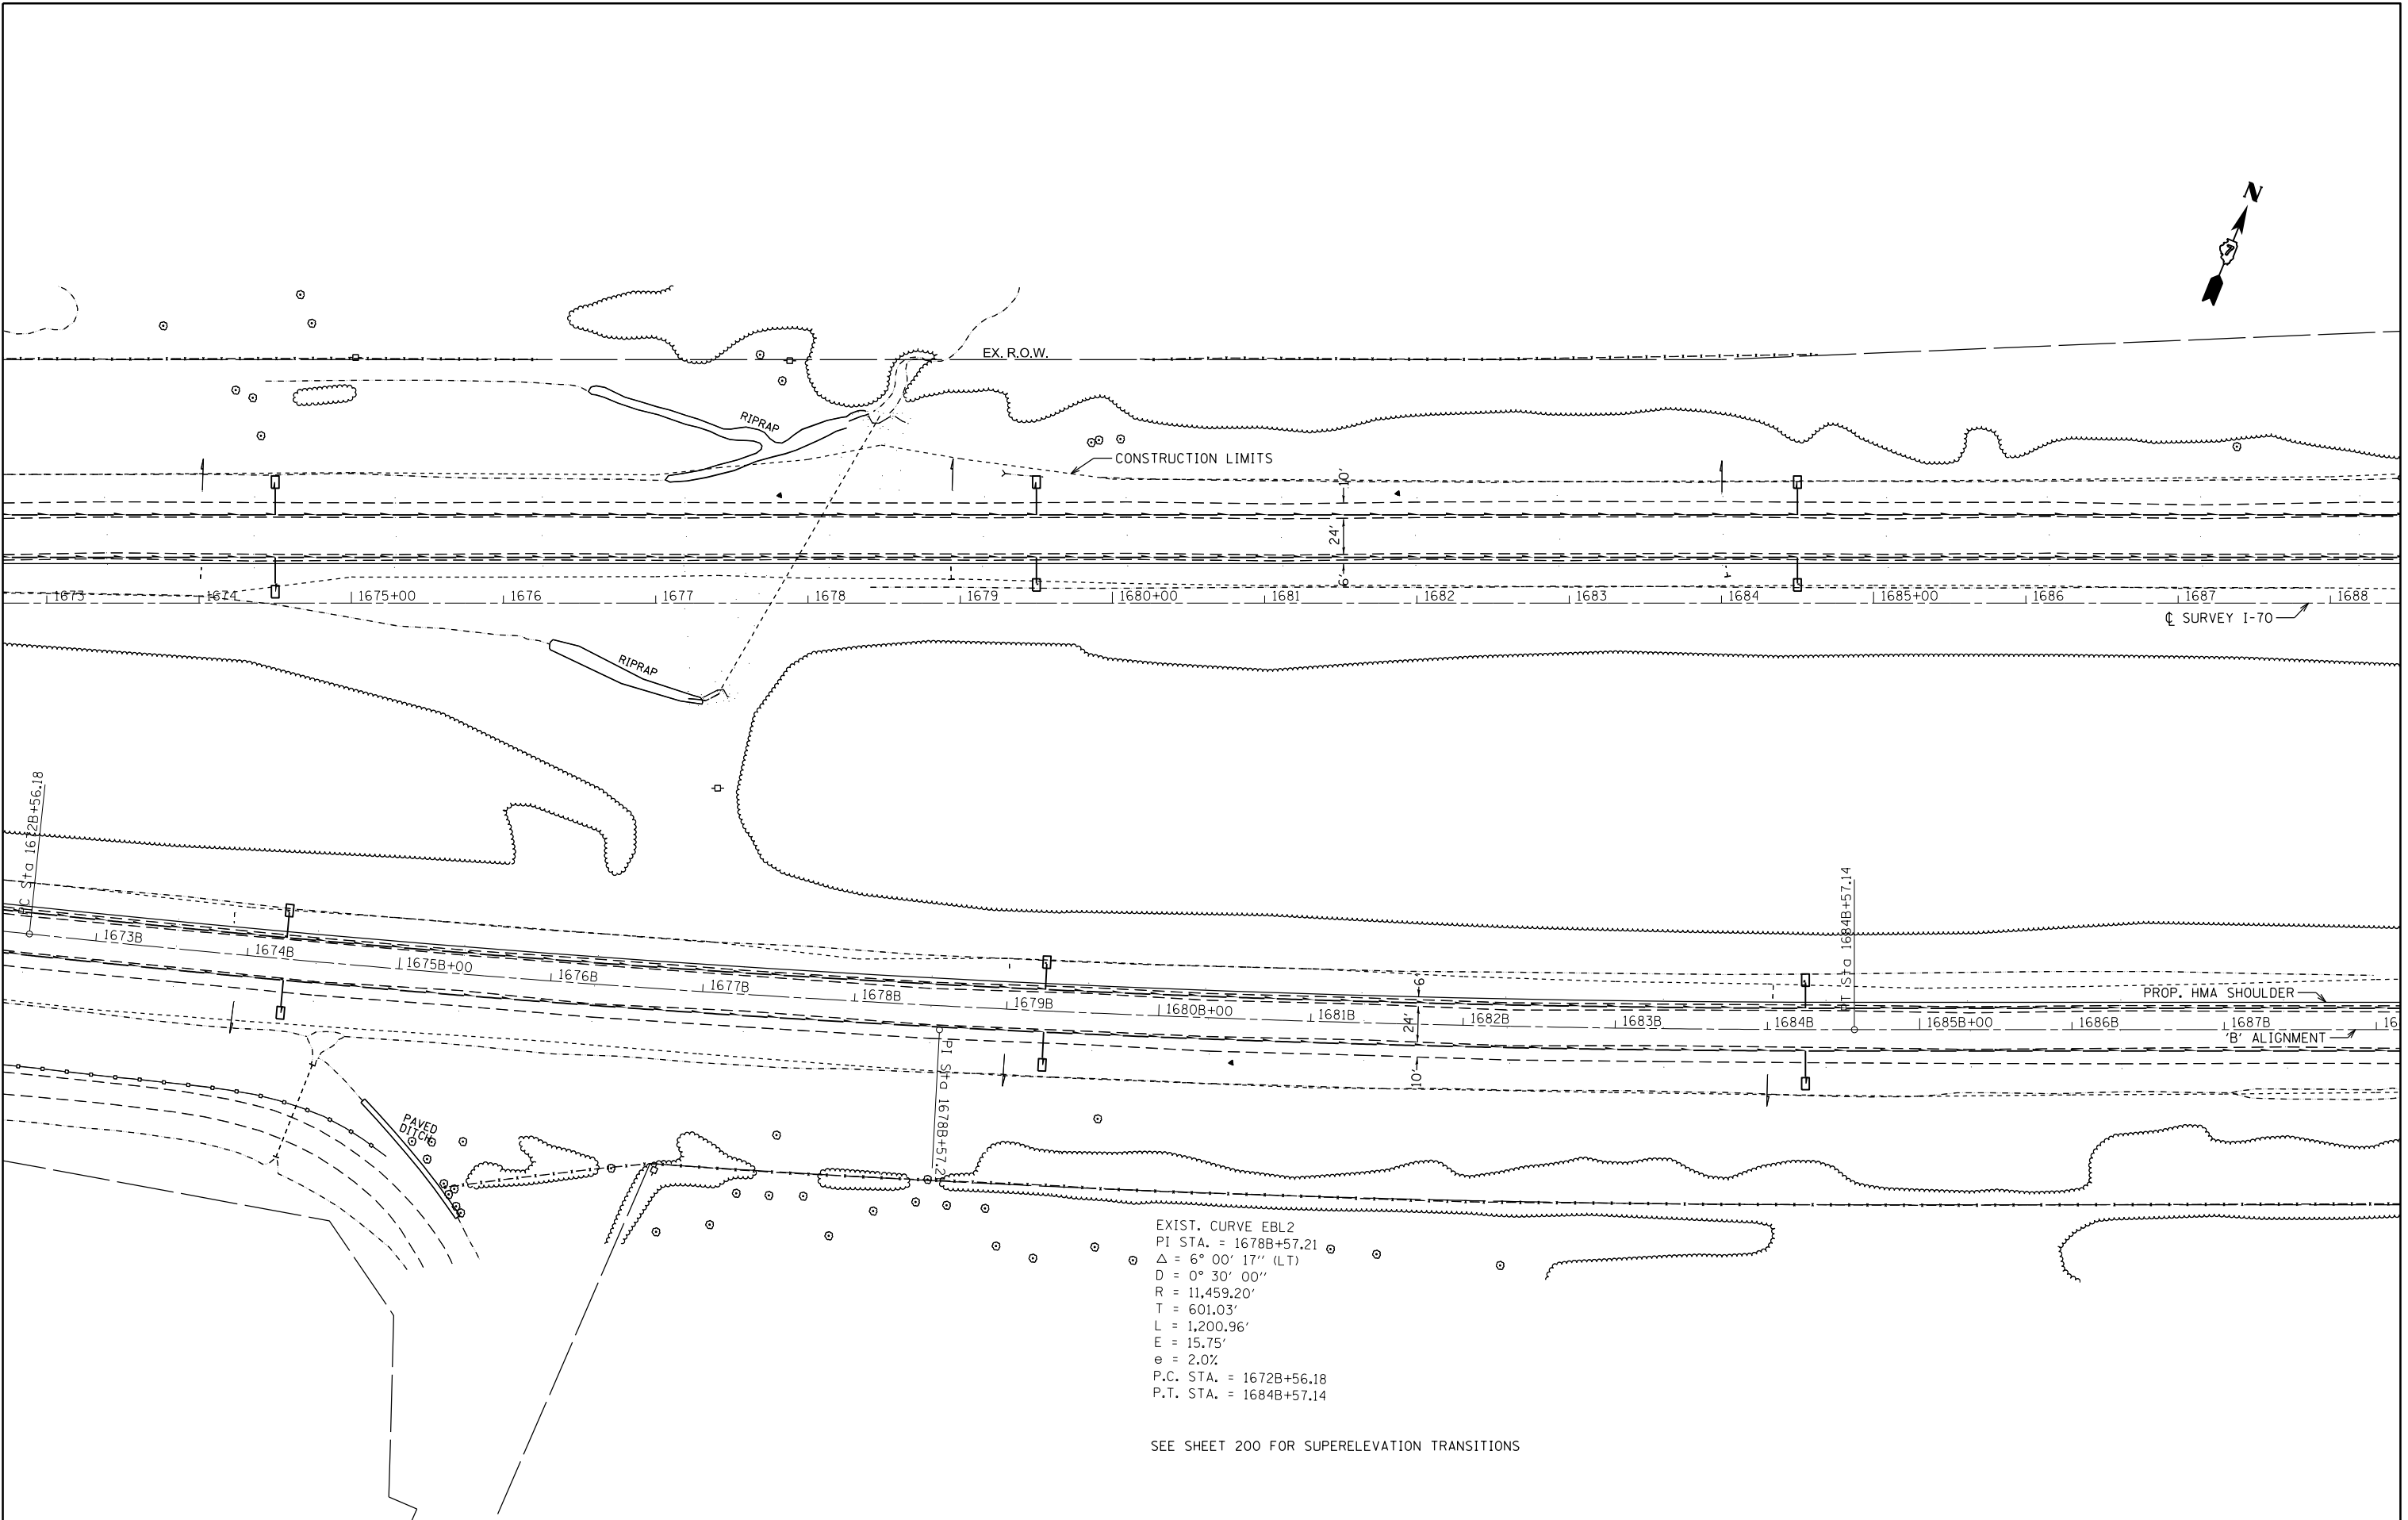 N
EX. R.O.W.
RIPRAP
CONSTRUCTION LIMITS
10'
24'
6'
1673
1674
1675+00
1676
1677
1678
1679
1680+00
1681
1682
1683
1684
1685+00
1686
1687
1688
℄ SURVEY I-70
RIPRAP
PC Sta 1672B+56.18
PT Sta 1684B+57.14
1673B
1674B
1675B+00
1676B
1677B
1678B
1679B
1680B+00
1681B
1682B
1683B
1684B
1685B+00
1686B
1687B
6'
24'
10'
PROP. HMA SHOULDER
'B' ALIGNMENT
PI Sta 1678B+57.21
PAVED
DITCH
EXIST. CURVE EBL2
PI STA. = 1678B+57.21
△ = 6° 00' 17'' (LT)
D = 0° 30' 00''
R = 11,459.20'
T = 601.03'
L = 1,200.96'
E = 15.75'
e = 2.0%
P.C. STA. = 1672B+56.18
P.T. STA. = 1684B+57.14
SEE SHEET 200 FOR SUPERELEVATION TRANSITIONS